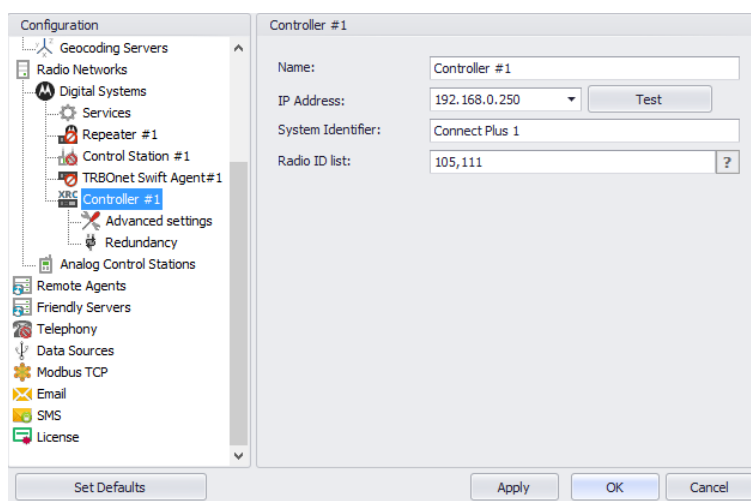 Configuration
Geocoding Servers
Radio Networks
Digital Systems
Services
Repeater #1
Control Station #1
TRBOnet Swift Agent#1
XRC
Controller #1
Advanced settings
Redundancy
Analog Control Stations
Remote Agents
Friendly Servers
Telephony
Data Sources
Modbus TCP
Email
SMS
License
Set Defaults
Controller #1
Name: Controller #1
IP Address: 192.168.0.250 Test
System Identifier: Connect Plus 1
Radio ID list: 105,111 ?
Apply OK Cancel